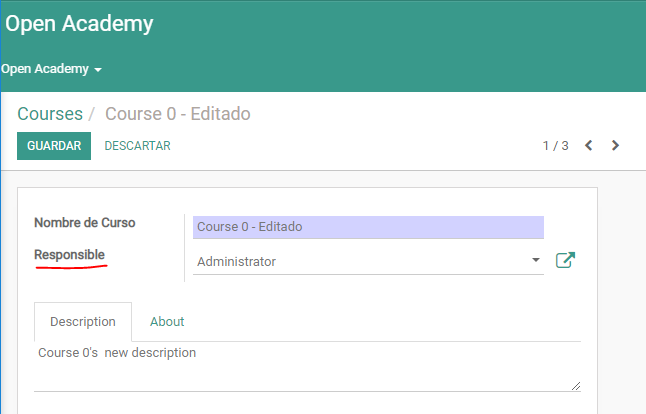 Open Academy
Open Academy
Courses / Course 0 - Editado
GUARDAR DESCARTAR 1 / 3
Nombre de Curso Course 0 - Editado
Responsible Administrator
Description About
Course 0's new description